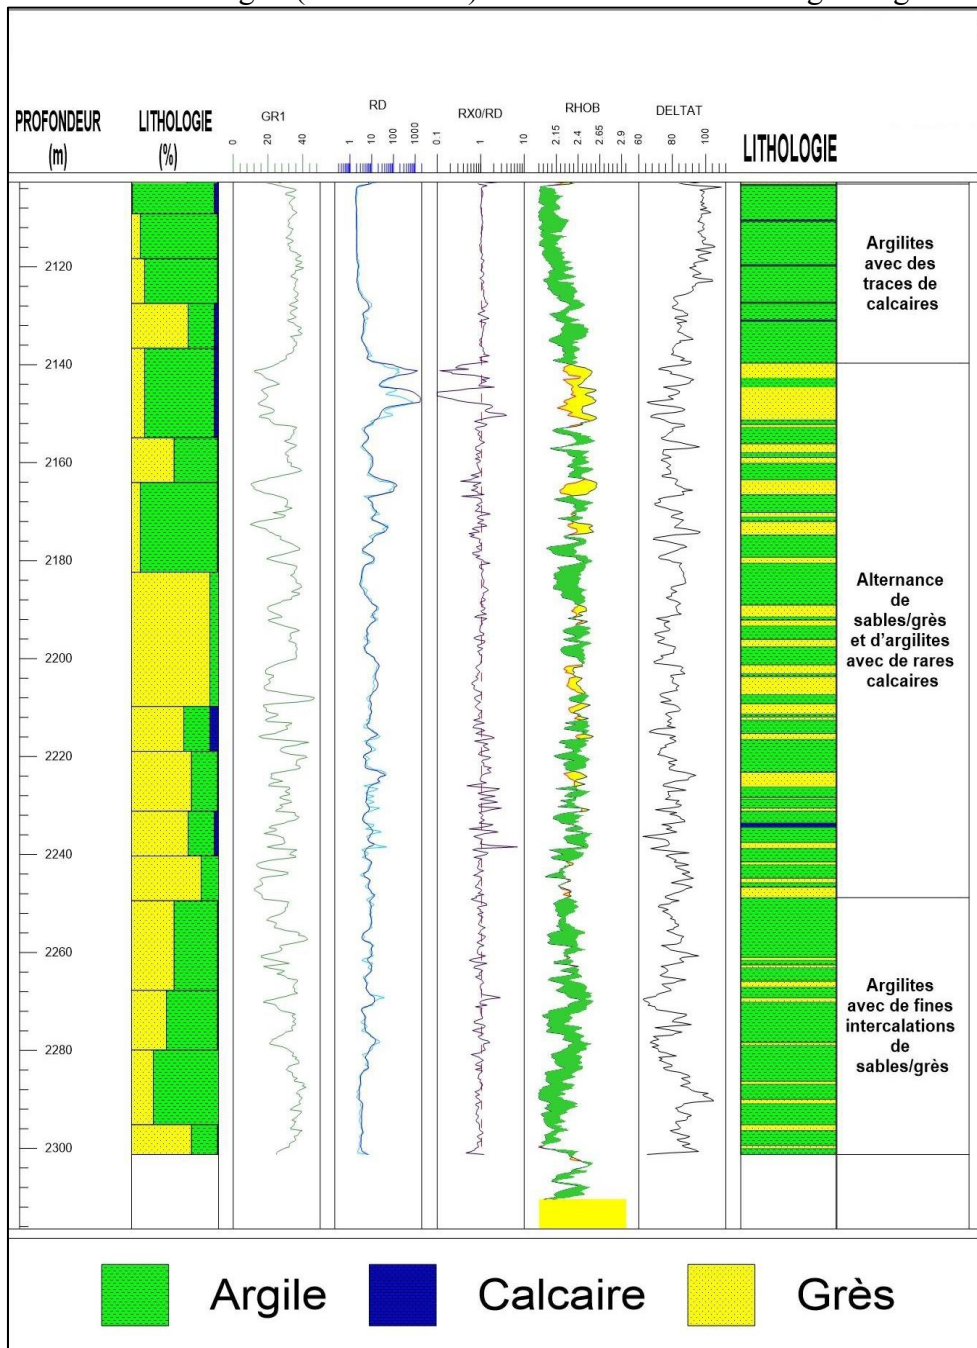 GR1
RD
RX0/RD
RHOB
DELTAT
PROFONDEUR
(m)
LITHOLOGIE
(%)
0
20
40
1
10
100
1000
0.1
1
10
2.15
2.4
2.65
2.9
60
80
100
LITHOLOGIE
2120
2140
2160
2180
2200
2220
2240
2260
2280
2300
Argilites
avec des
traces de
calcaires
Alternance
de
sables/grès
et d'argilites
avec de rares
calcaires
Argilites
avec de fines
intercalations
de
sables/grès
Argile
Calcaire
Grès